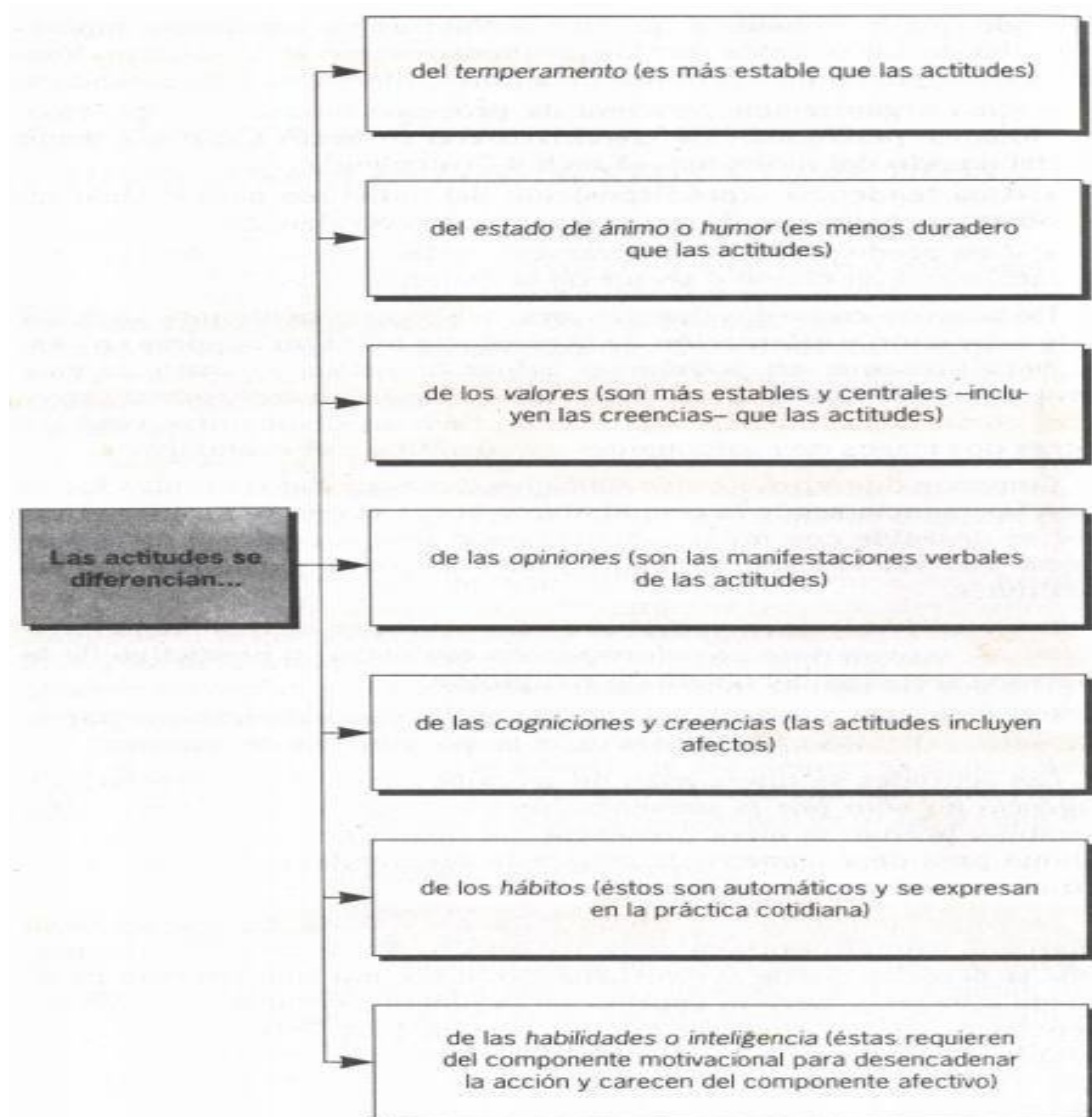 del temperamento (es más estable que las actitudes)
del estado de ánimo o humor (es menos duradero
que las actitudes)
de los valores (son más estables y centrales –inclu-
yen las creencias– que las actitudes)
Las actitudes se
diferencian...
de las opiniones (son las manifestaciones verbales
de las actitudes)
de las cogniciones y creencias (las actitudes incluyen
afectos)
de los hábitos (éstos son automáticos y se expresan
en la práctica cotidiana)
de las habilidades o inteligencia (éstas requieren
del componente motivacional para desencadenar
la acción y carecen del componente afectivo)